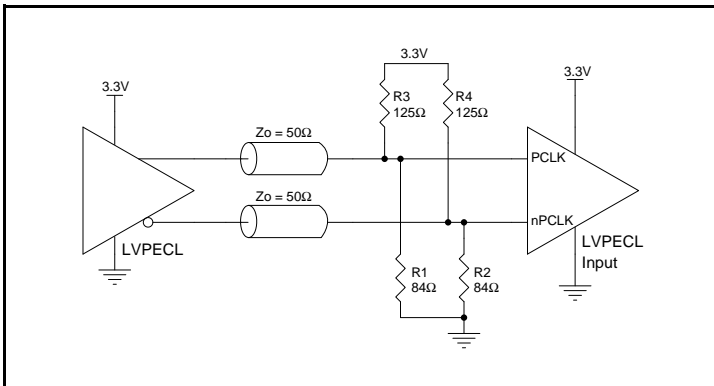 3.3V
3.3V
3.3V
R3
125Ω
R4
125Ω
Zo = 50Ω
PCLK
Zo = 50Ω
nPCLK
LVPECL
LVPECL
Input
R1
84Ω
R2
84Ω